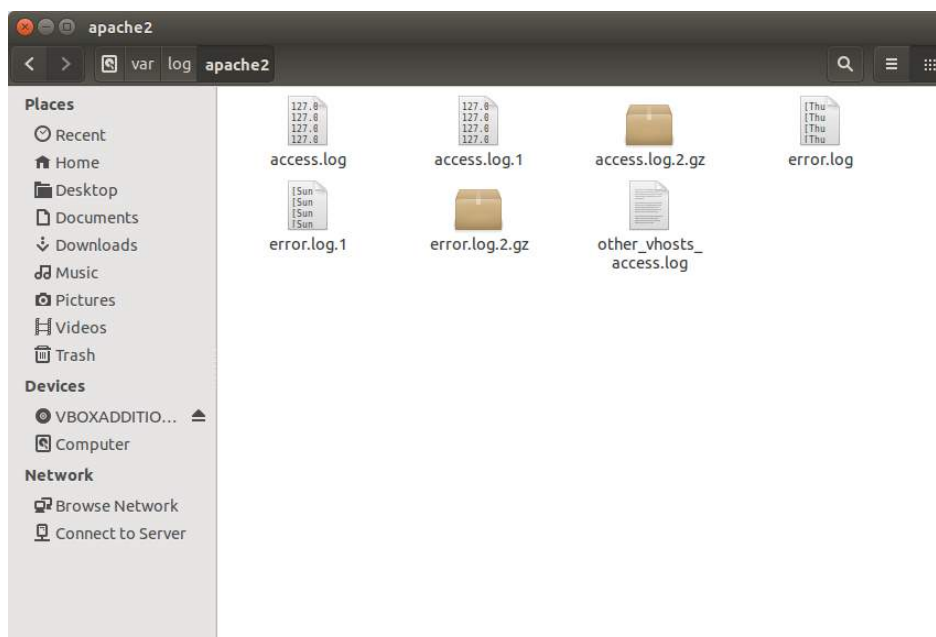 apache2
var log apache2
Places
Recent
Home
Desktop
Documents
Downloads
Music
Pictures
Videos
Trash
Devices
VBOXADDITIO...
Computer
Network
Browse Network
Connect to Server
127.0
127.0
127.0
127.0
access.log
127.0
127.0
127.0
127.0
access.log.1
access.log.2.gz
[Thu
[Thu
[Thu
[Thu
error.log
[Sun
[Sun
[Sun
[Sun
error.log.1
error.log.2.gz
other_vhosts_
access.log